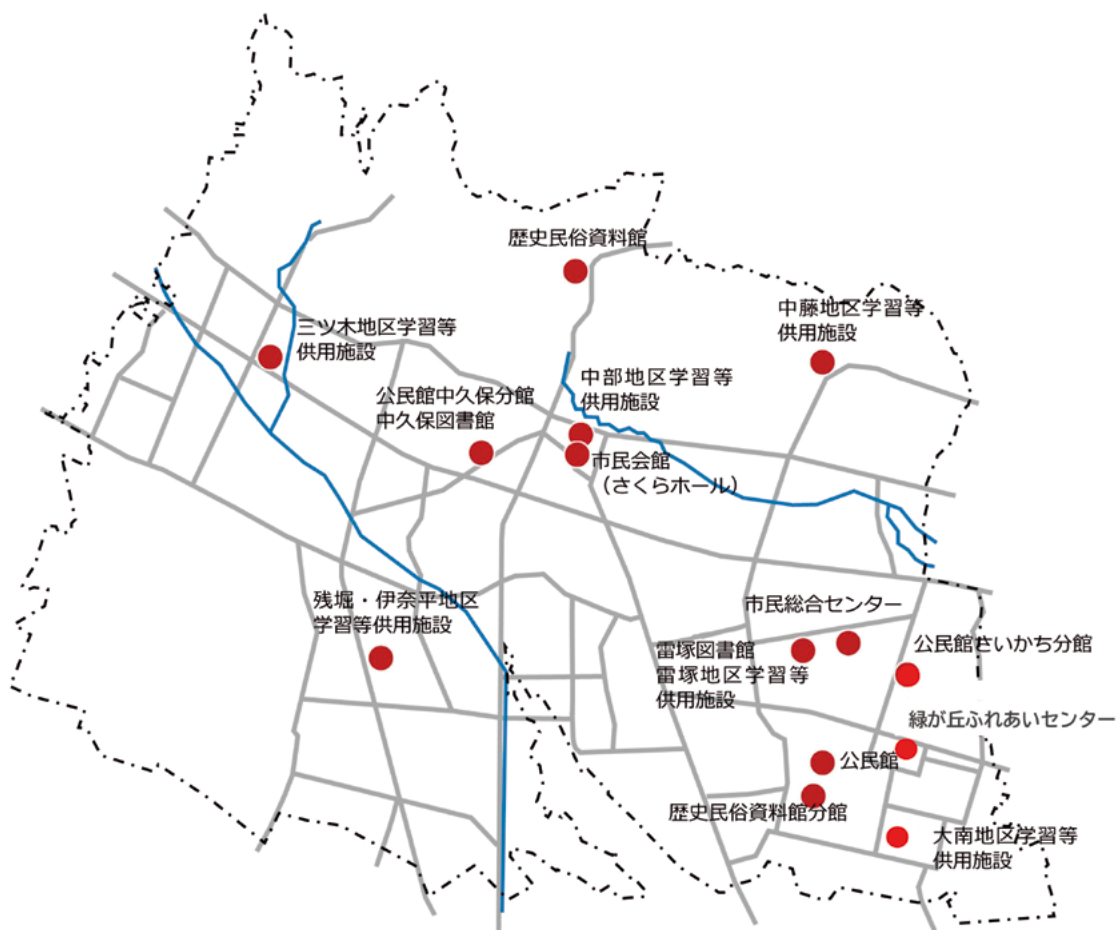 歴史民俗資料館
中藤地区学習等
供用施設
三ツ木地区学習等
供用施設
中部地区学習等
供用施設
公民館中久保分館
中久保図書館
市民会館
（さくらホール）
残堀・伊奈平地区
学習等供用施設
市民総合センター
雷塚図書館
雷塚地区学習等
供用施設
公民館さいかち分館
緑が丘ふれあいセンター
公民館
歴史民俗資料館分館
大南地区学習等
供用施設